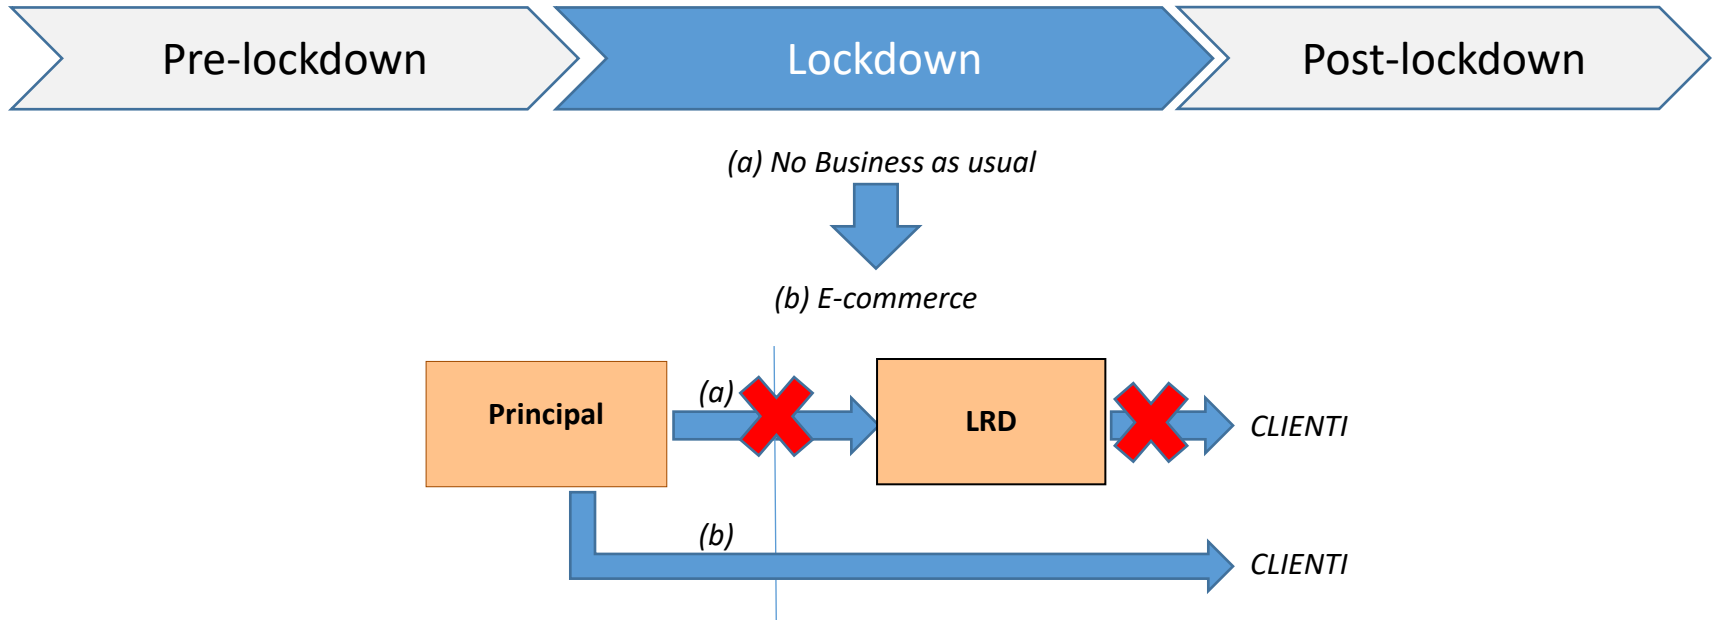 Pre-lockdown
Lockdown
Post-lockdown
(a) No Business as usual
(b) E-commerce
Principal
(a)
LRD
CLIENTI
(b)
CLIENTI